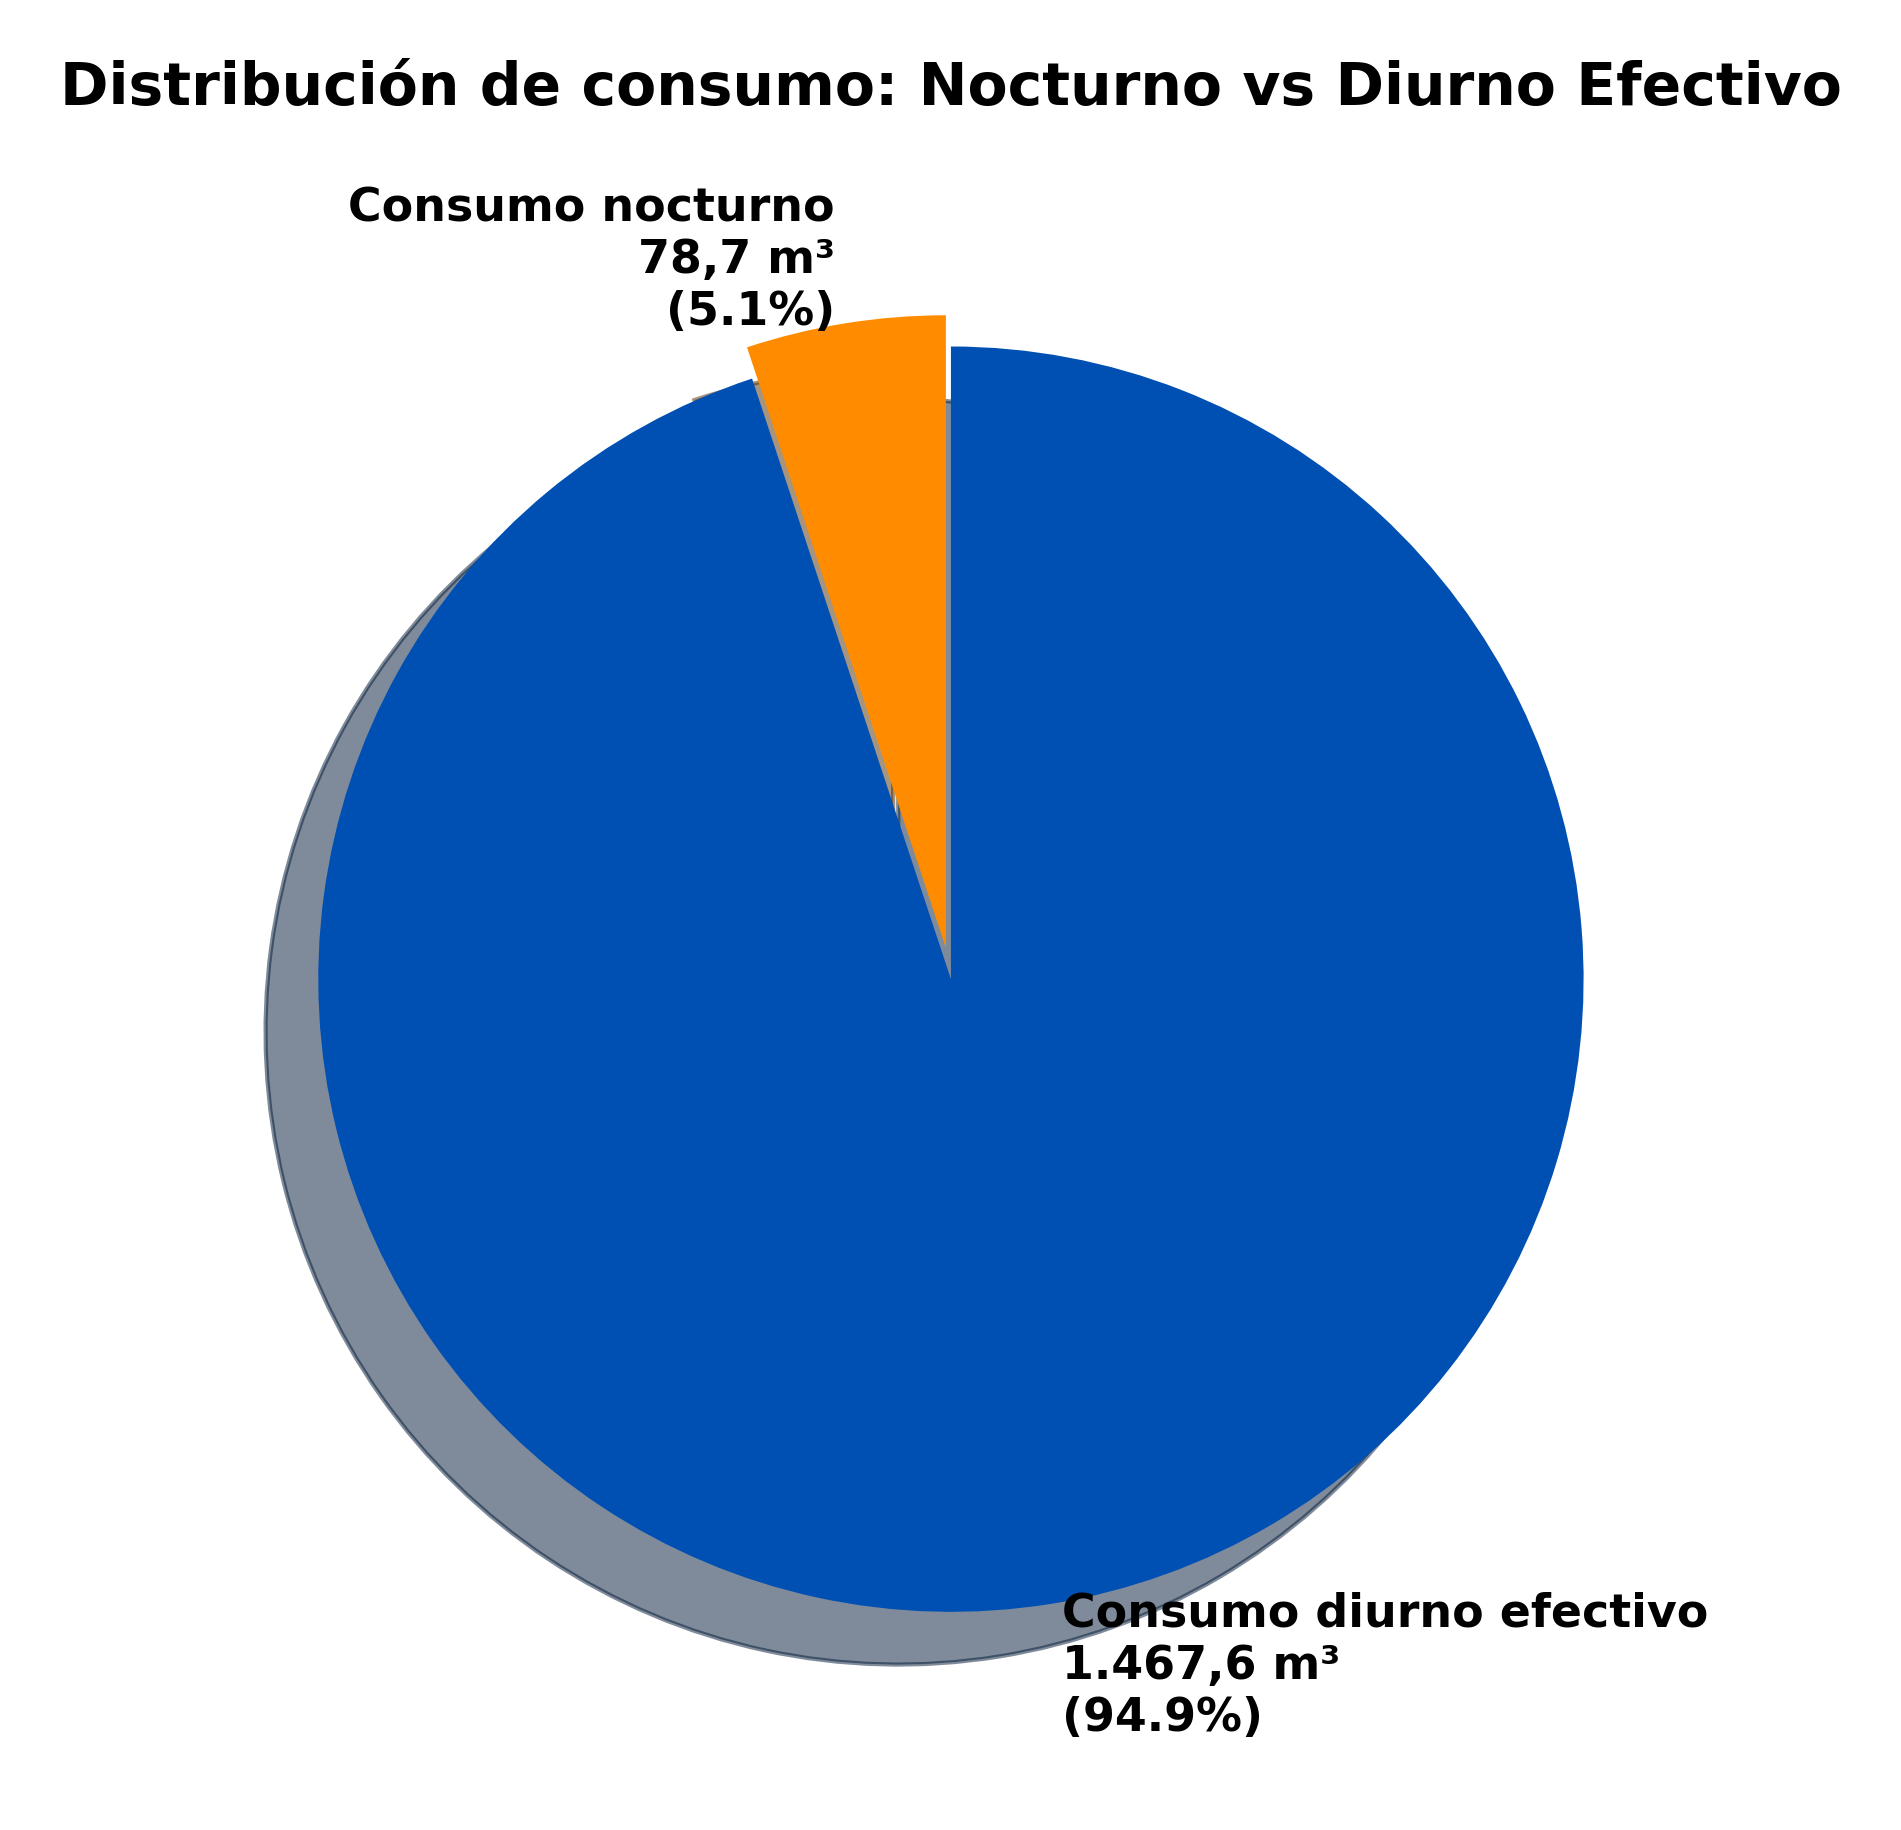 Distribución de consumo: Nocturno vs Diurno Efectivo
Consumo nocturno
78,7 m³
(5.1%)
Consumo diurno efectivo
1.467,6 m³
(94.9%)